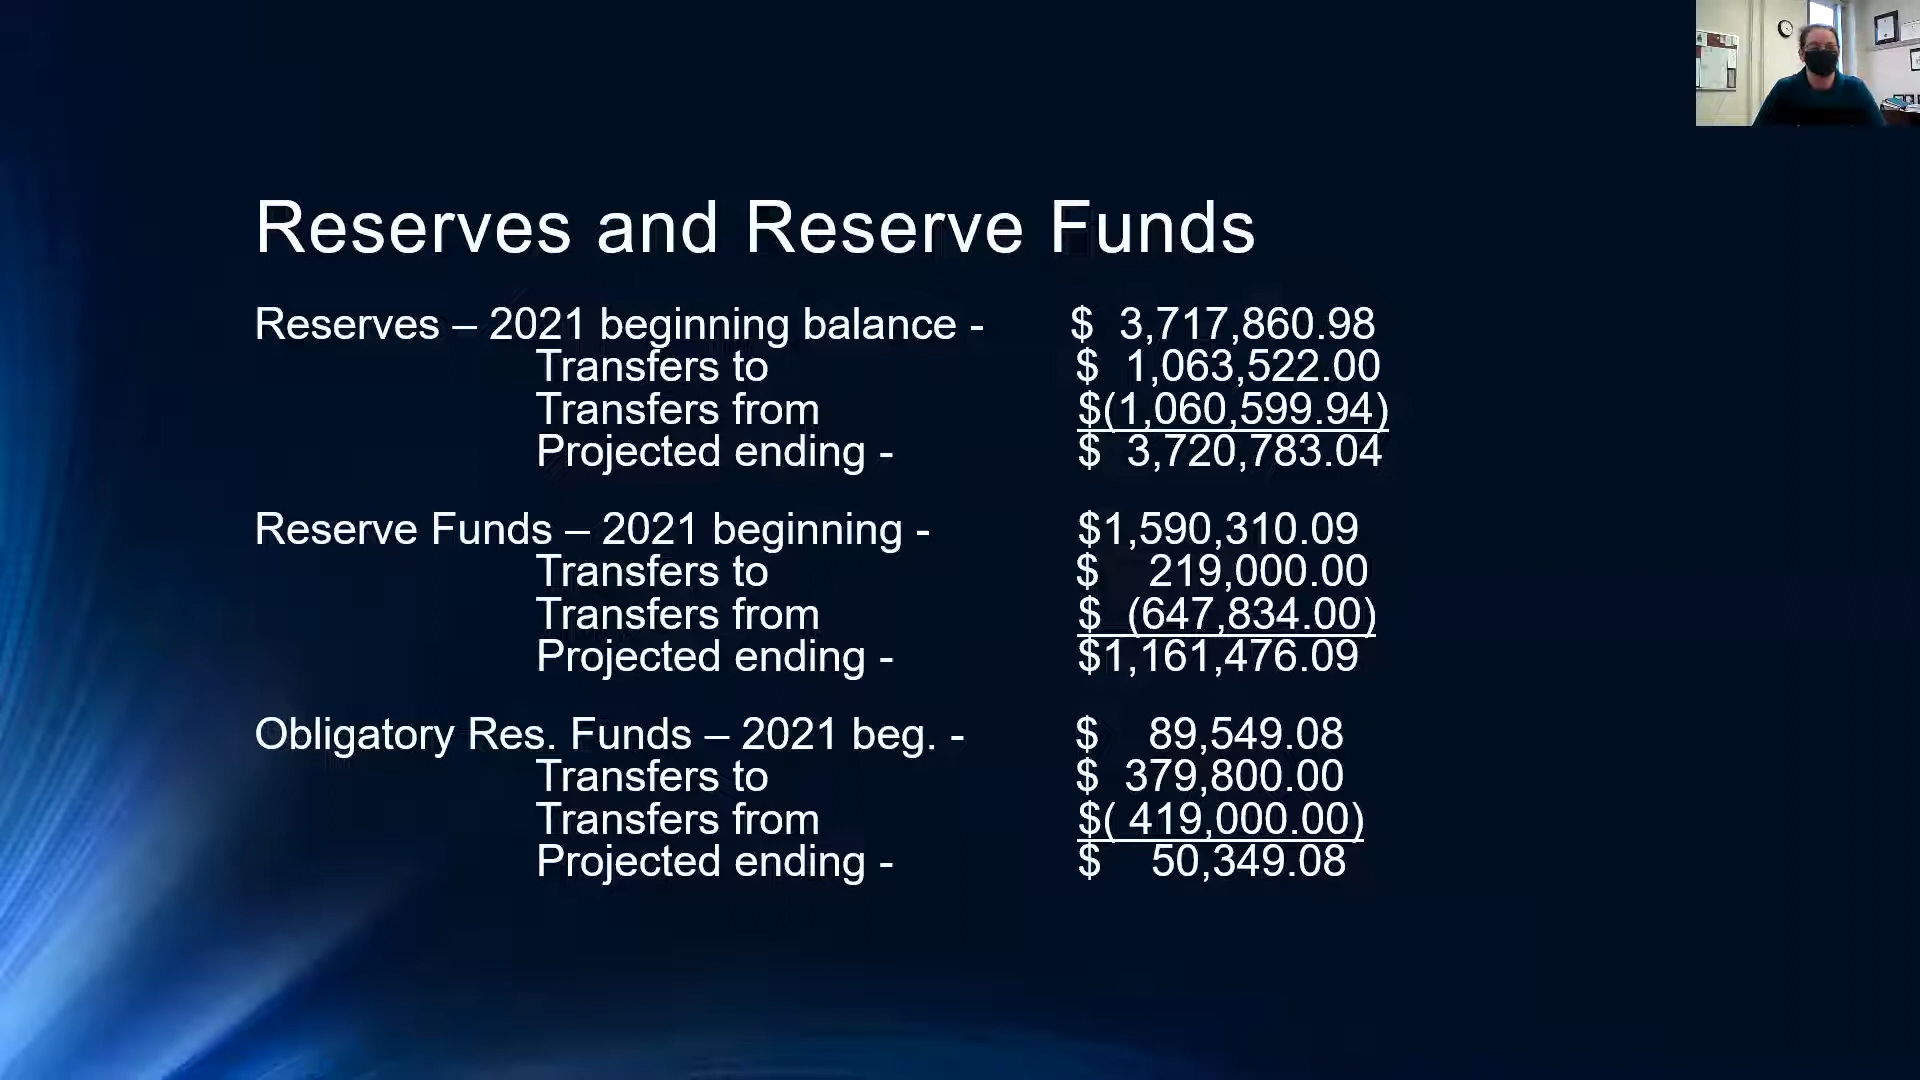 Reserves and Reserve Funds
Reserves – 2021 beginning balance - $ 3,717,860.98
Transfers to $ 1,063,522.00
Transfers from $(1,060,599.94)
Projected ending - $ 3,720,783.04
Reserve Funds – 2021 beginning - $1,590,310.09
Transfers to $ 219,000.00
Transfers from $ (647,834.00)
Projected ending - $1,161,476.09
Obligatory Res. Funds – 2021 beg. - $ 89,549.08
Transfers to $ 379,800.00
Transfers from $( 419,000.00)
Projected ending - $ 50,349.08